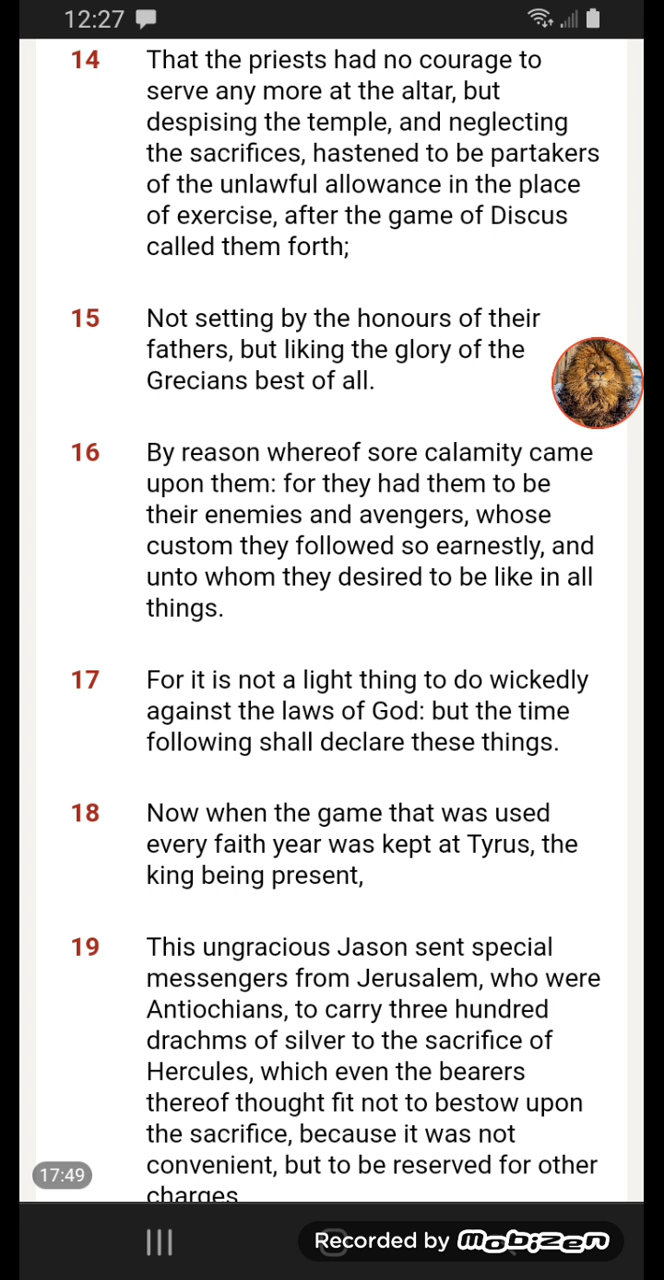 12:27
14 That the priests had no courage to
serve any more at the altar, but
despising the temple, and neglecting
the sacrifices, hastened to be partakers
of the unlawful allowance in the place
of exercise, after the game of Discus
called them forth;
15 Not setting by the honours of their
fathers, but liking the glory of the
Grecians best of all.
16 By reason whereof sore calamity came
upon them: for they had them to be
their enemies and avengers, whose
custom they followed so earnestly, and
unto whom they desired to be like in all
things.
17 For it is not a light thing to do wickedly
against the laws of God: but the time
following shall declare these things.
18 Now when the game that was used
every faith year was kept at Tyrus, the
king being present,
19 This ungracious Jason sent special
messengers from Jerusalem, who were
Antiochians, to carry three hundred
drachms of silver to the sacrifice of
Hercules, which even the bearers
thereof thought fit not to bestow upon
the sacrifice, because it was not
convenient, but to be reserved for other
charges
17:49
Recorded by mobizen